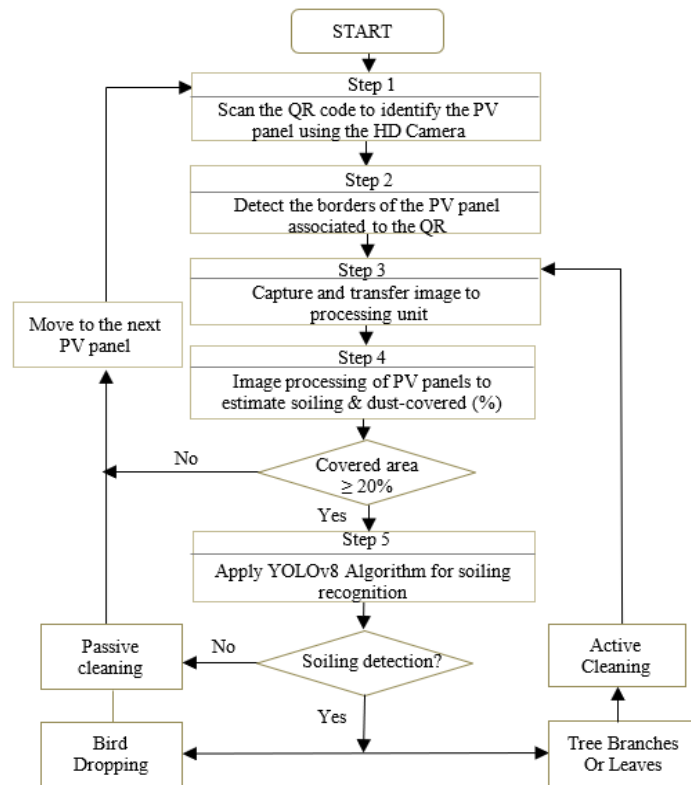 START
Step 1
Scan the QR code to identify the PV
panel using the HD Camera
Step 2
Detect the borders of the PV panel
associated to the QR
Step 3
Capture and transfer image to
processing unit
Move to the next
PV panel
Step 4
Image processing of PV panels to
estimate soiling & dust-covered (%)
No
Covered area
≥ 20%
Yes
Step 5
Apply YOLOv8 Algorithm for soiling
recognition
Passive
cleaning
No
Soiling detection?
Active
Cleaning
Yes
Bird
Dropping
Tree Branches
Or Leaves